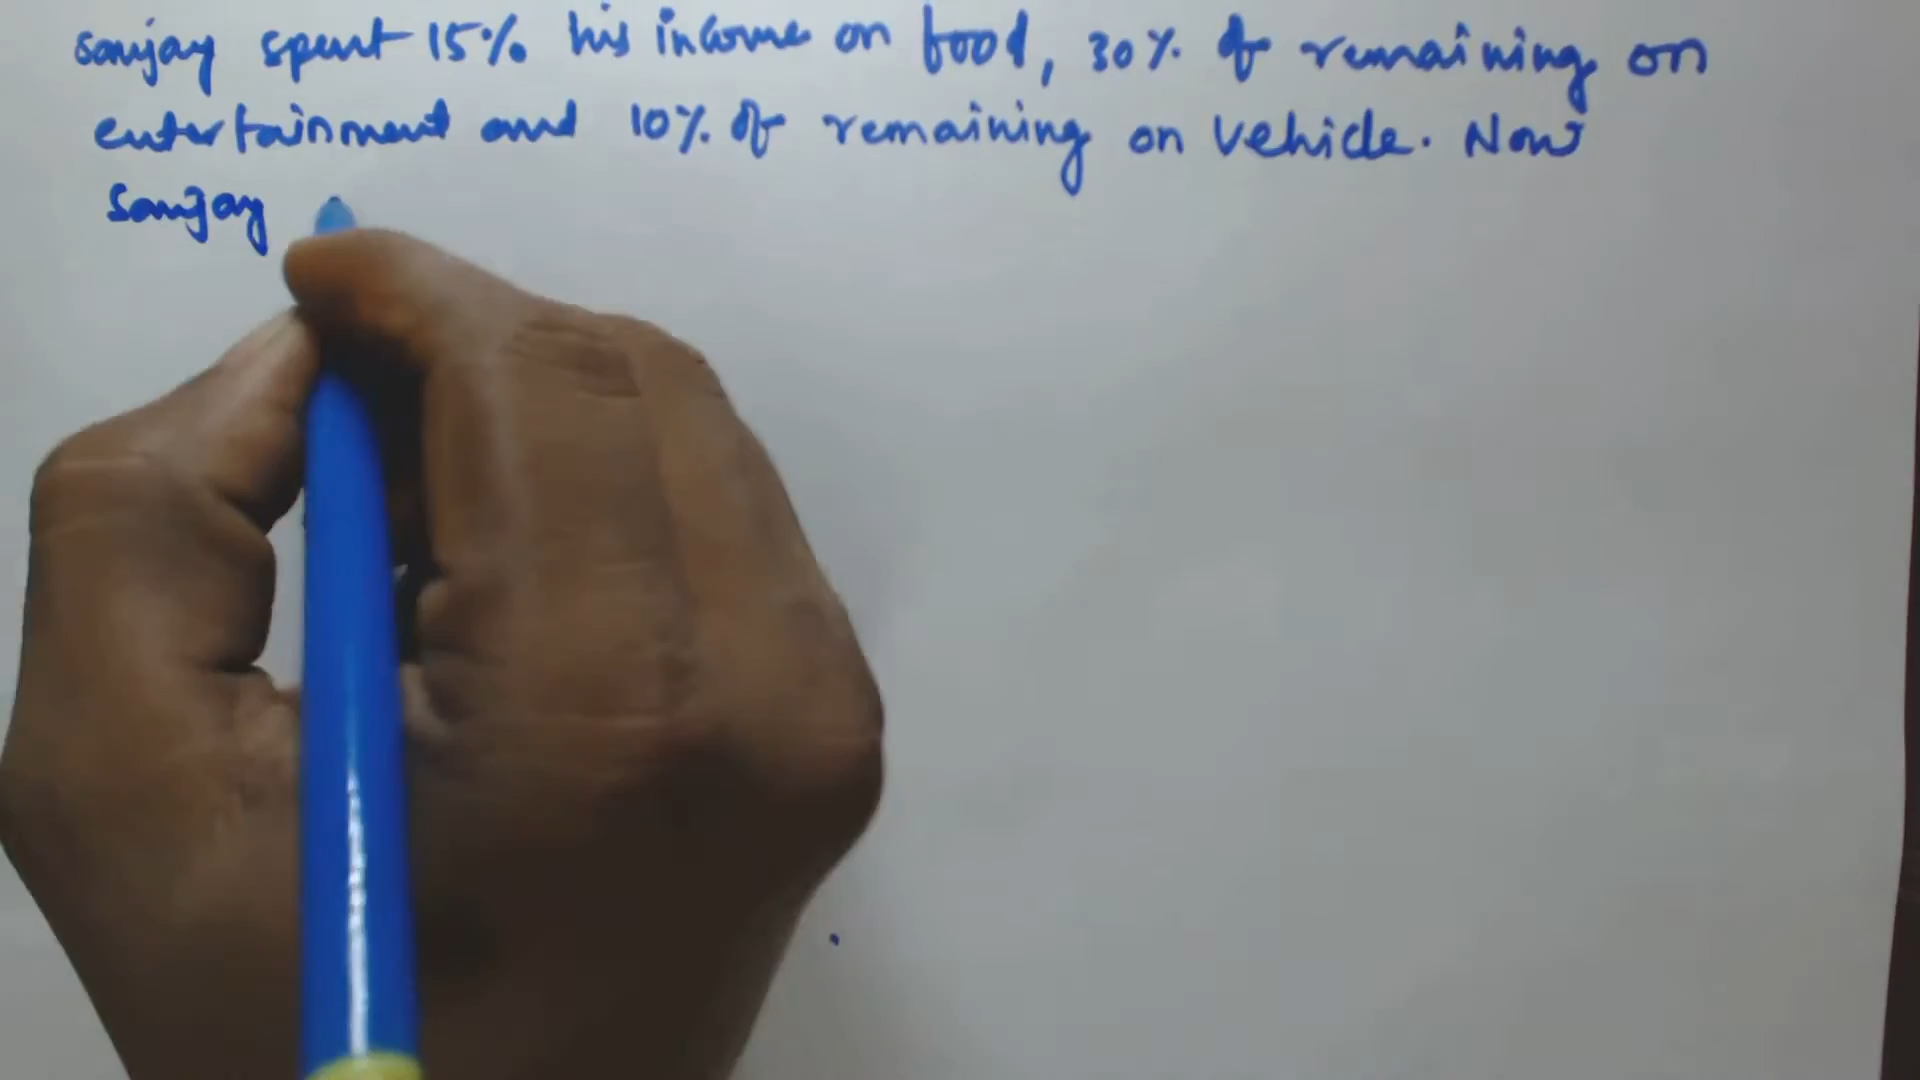 sanjay spent 15% his income on food, 30% of remaining on
entertainment and 10% of remaining on vehicle. Now
Sanjay